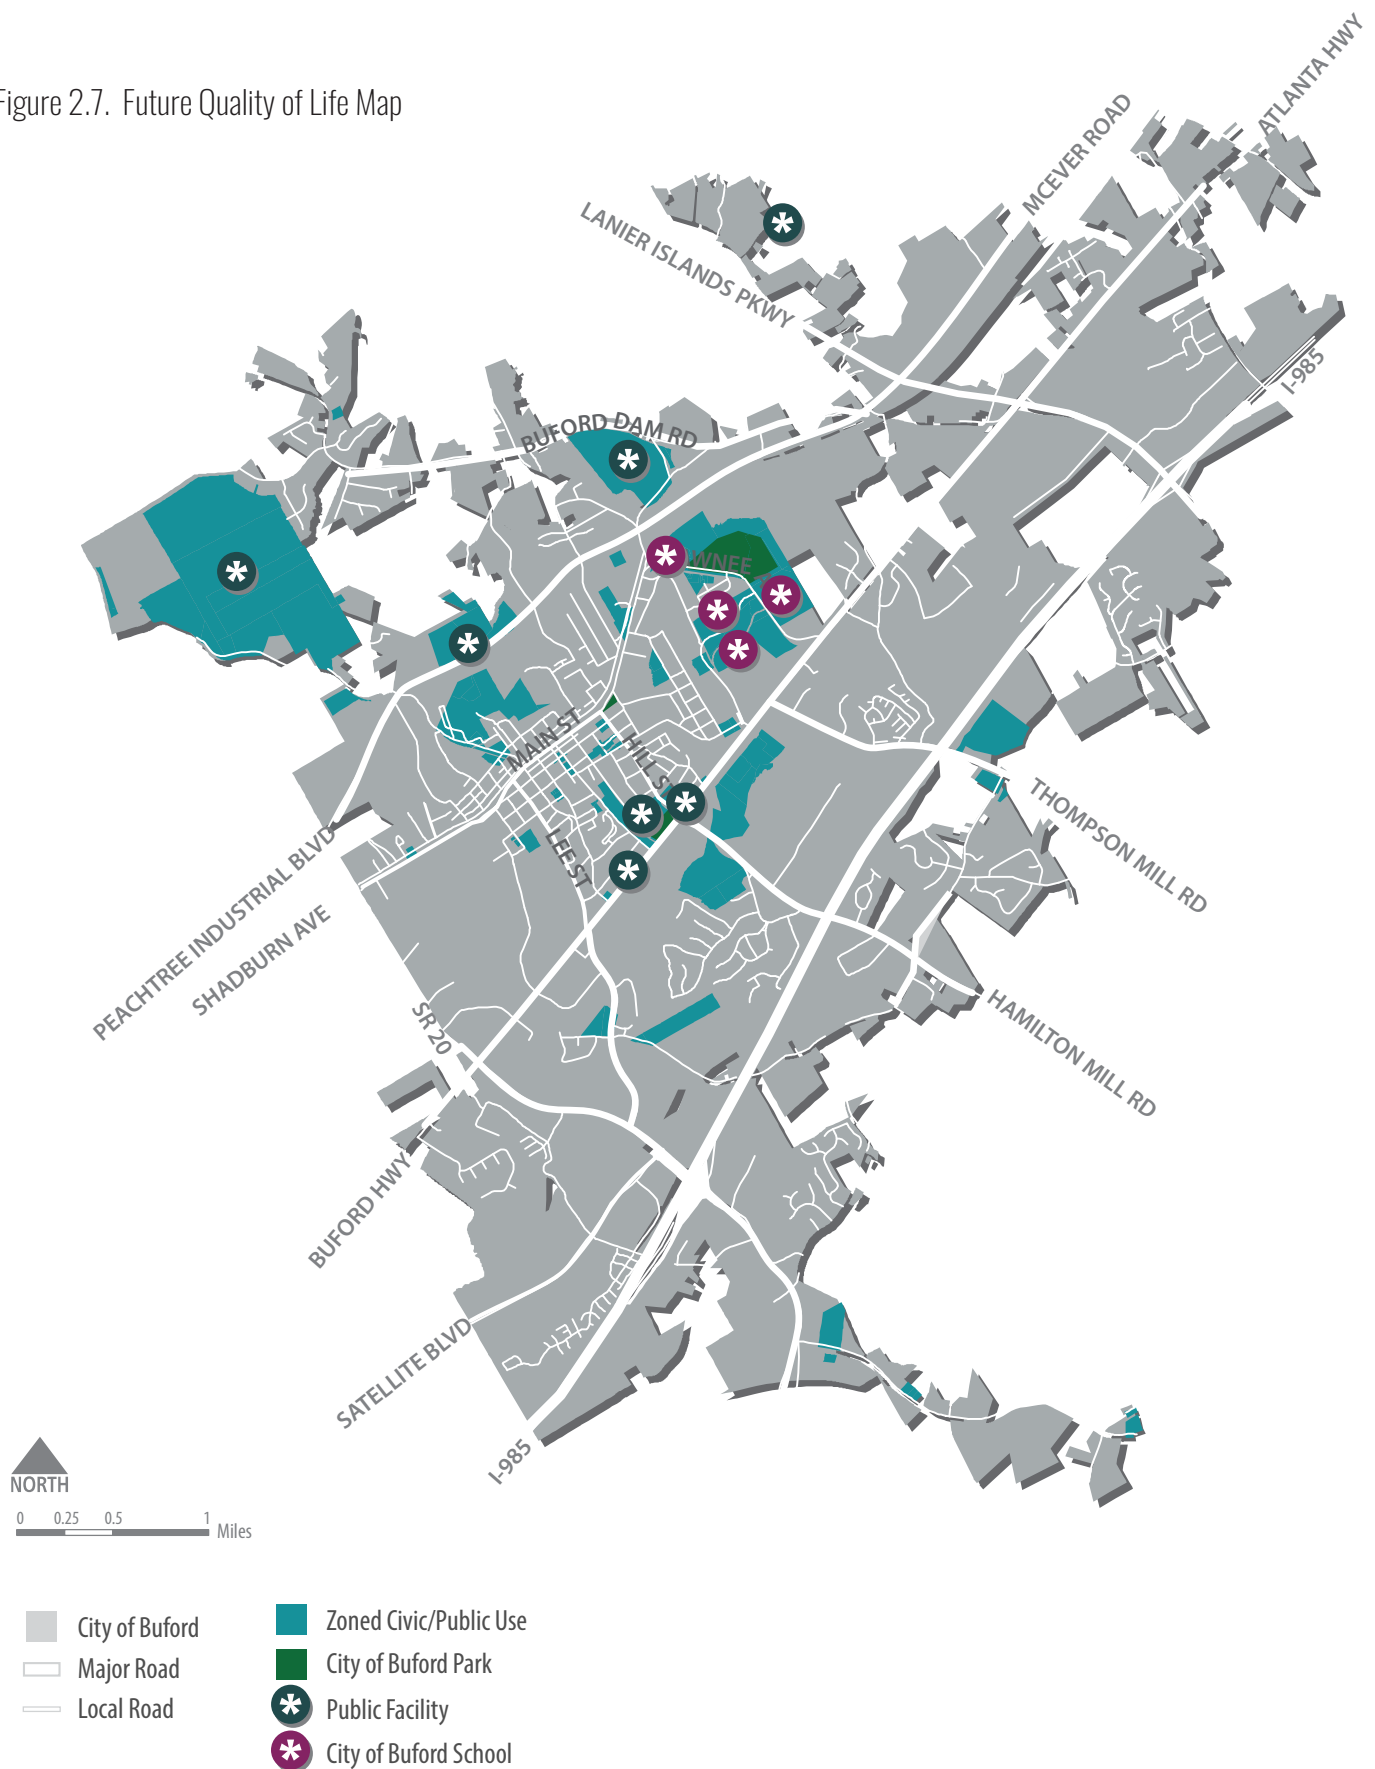 Figure 2.7. Future Quality of Life Map
ATLANTA HWY
MCEVER ROAD
LANIER ISLANDS PKWY
I-985
BUFORD DAM RD
WNEE
MAIN ST
HILL S
LEE ST
THOMPSON MILL RD
PEACHTREE INDUSTRIAL BLVD
SHADBURN AVE
SR 20
HAMILTON MILL RD
BUFORD HWY
SATELLITE BLVD
I-985
NORTH
0 0.25 0.5 1 Miles
City of Buford
Major Road
Local Road
Zoned Civic/Public Use
City of Buford Park
Public Facility
City of Buford School